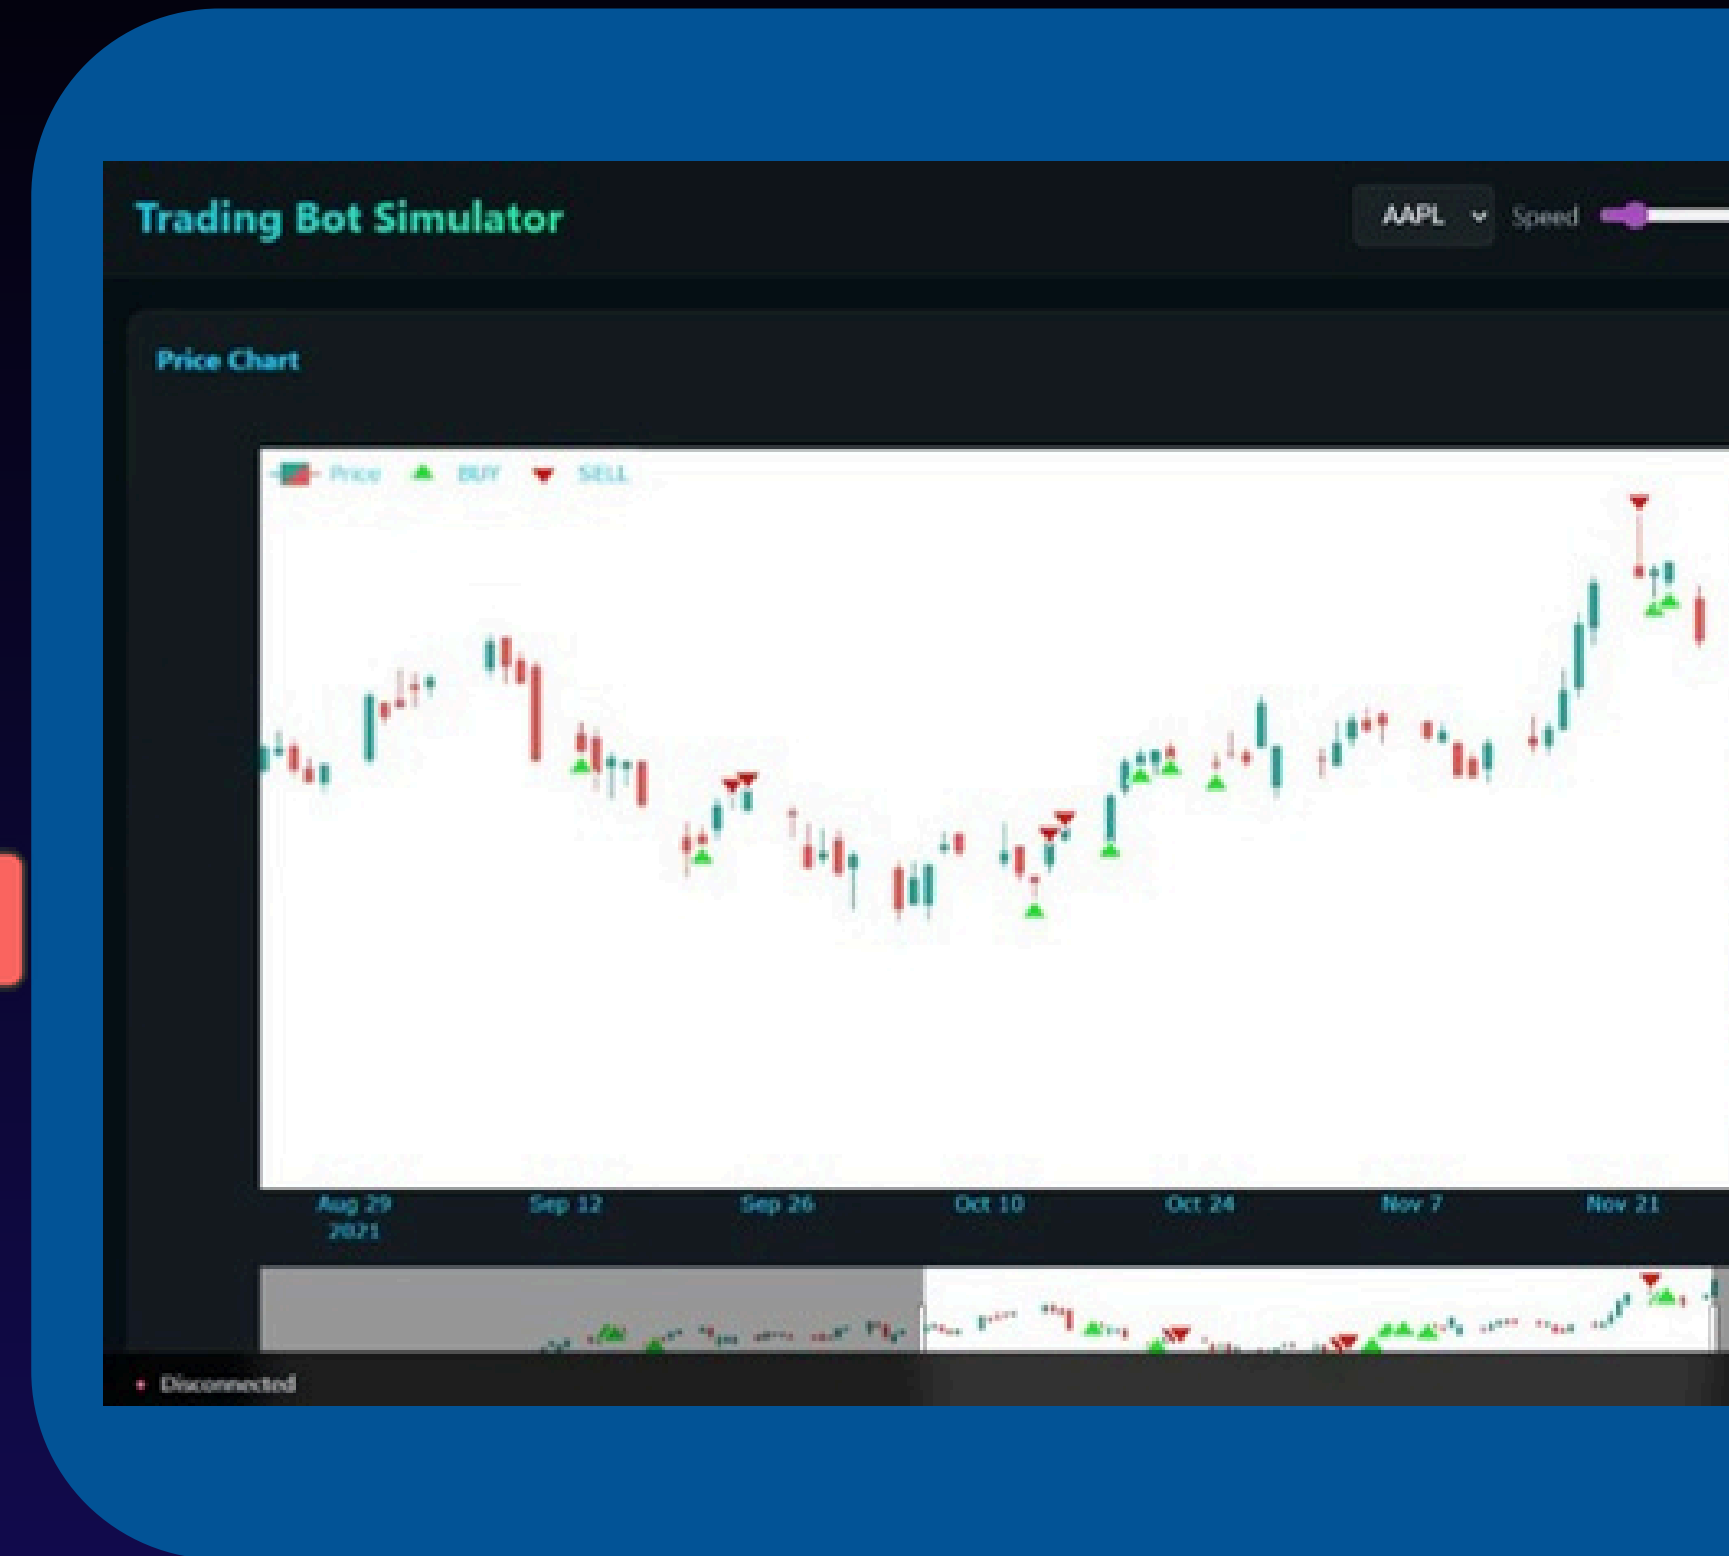 Trading Bot Simulator
AAPL Speed
Price Chart
Price BUY SELL
Aug 29 Sep 12 Sep 26 Oct 10 Oct 24 Nov 7 Nov 21
2021
Disconnected